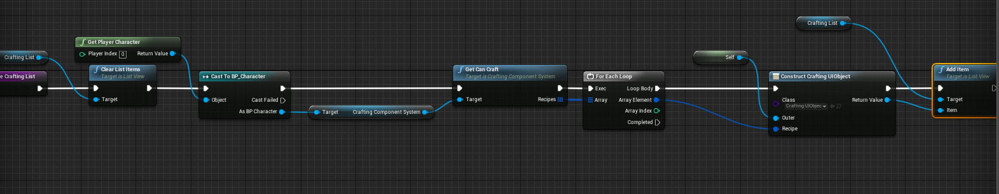 Crafting List
Get Player Character
Player Index 0 Return Value
Crafting List
Clear List Items
Target is List View
e Crafting List
Target
Cast To BP_Character
Object Cast Failed
As BP Character
Target Crafting Component System
Get Can Craft
Target is Crafting Component System
Target Recipes
For Each Loop
Exec Loop Body
Array Array Element
Array Index
Completed
Self
Construct Crafting UIObject
Class Return Value
Crafting UIObjec
Outer
Recipe
Add Item
Target is List View
Target
Item